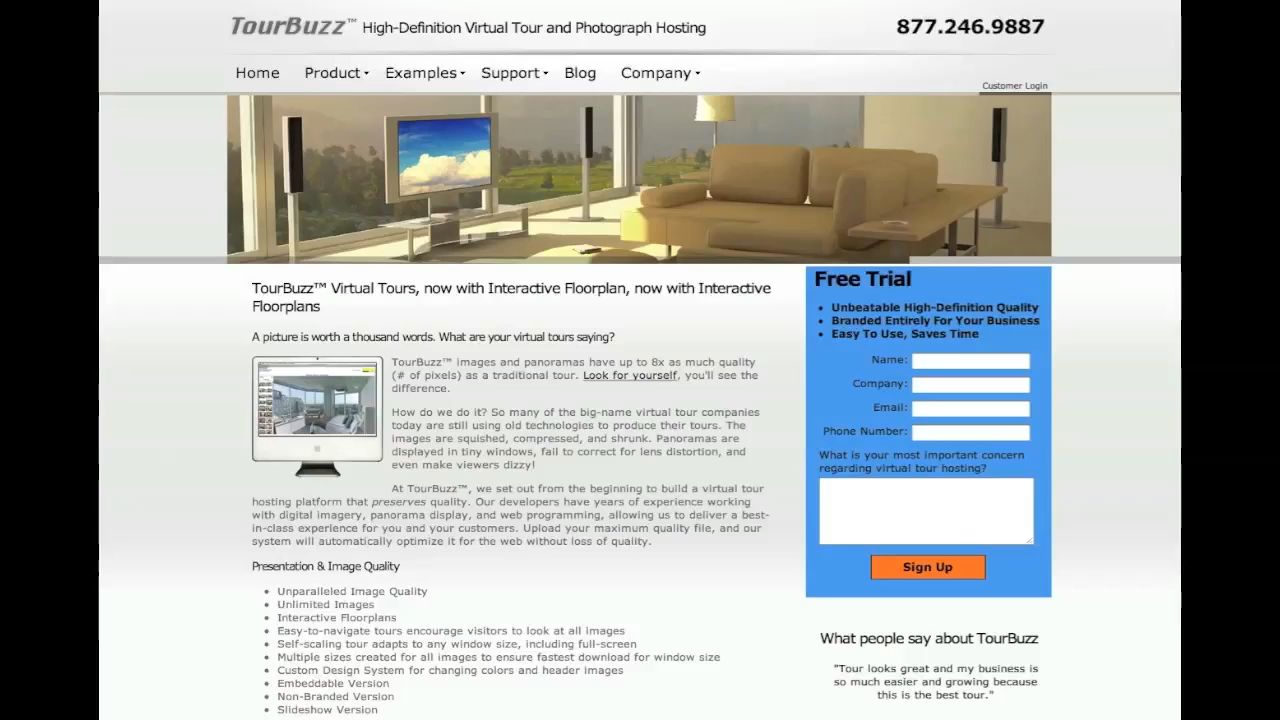 TourBuzz™ High-Definition Virtual Tour and Photograph Hosting
877.246.9887
Home Product Examples Support Blog Company
Customer Login
TourBuzz™ Virtual Tours, now with Interactive Floorplan, now with Interactive
Floorplans
A picture is worth a thousand words. What are your virtual tours saying?
TourBuzz™ images and panoramas have up to 8x as much quality
(# of pixels) as a traditional tour. Look for yourself, you'll see the
difference.
How do we do it? So many of the big-name virtual tour companies
today are still using old technologies to produce their tours. The
images are squished, compressed, and shrunk. Panoramas are
displayed in tiny windows, fail to correct for lens distortion, and
even make viewers dizzy!
At TourBuzz™, we set out from the beginning to build a virtual tour
hosting platform that preserves quality. Our developers have years of experience working
with digital imagery, panorama display, and web programming, allowing us to deliver a best-
in-class experience for you and your customers. Upload your maximum quality file, and our
system will automatically optimize it for the web without loss of quality.
Presentation & Image Quality
• Unparalleled Image Quality
• Unlimited Images
• Interactive Floorplans
• Easy-to-navigate tours encourage visitors to look at all images
• Self-scaling tour adapts to any window size, including full-screen
• Multiple sizes created for all images to ensure fastest download for window size
• Custom Design System for changing colors and header images
• Embeddable Version
• Non-Branded Version
• Slideshow Version
Free Trial
• Unbeatable High-Definition Quality
• Branded Entirely For Your Business
• Easy To Use, Saves Time
Name:
Company:
Email:
Phone Number:
What is your most important concern
regarding virtual tour hosting?
Sign Up
What people say about TourBuzz
"Tour looks great and my business is
so much easier and growing because
this is the best tour."